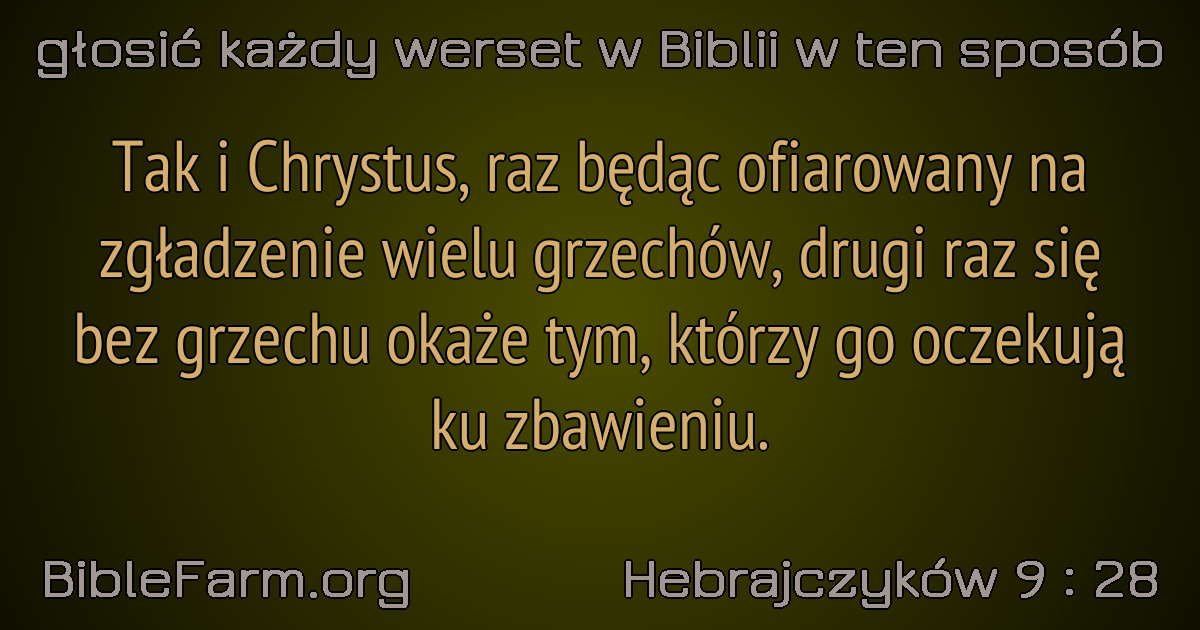 głosić każdy werset w Biblii w ten sposób
Tak i Chrystus, raz będąc ofiarowany na
zgładzenie wielu grzechów, drugi raz się
bez grzechu okaże tym, którzy go oczekują
ku zbawieniu.
BibleFarm.org
Hebrajczyków 9 : 28